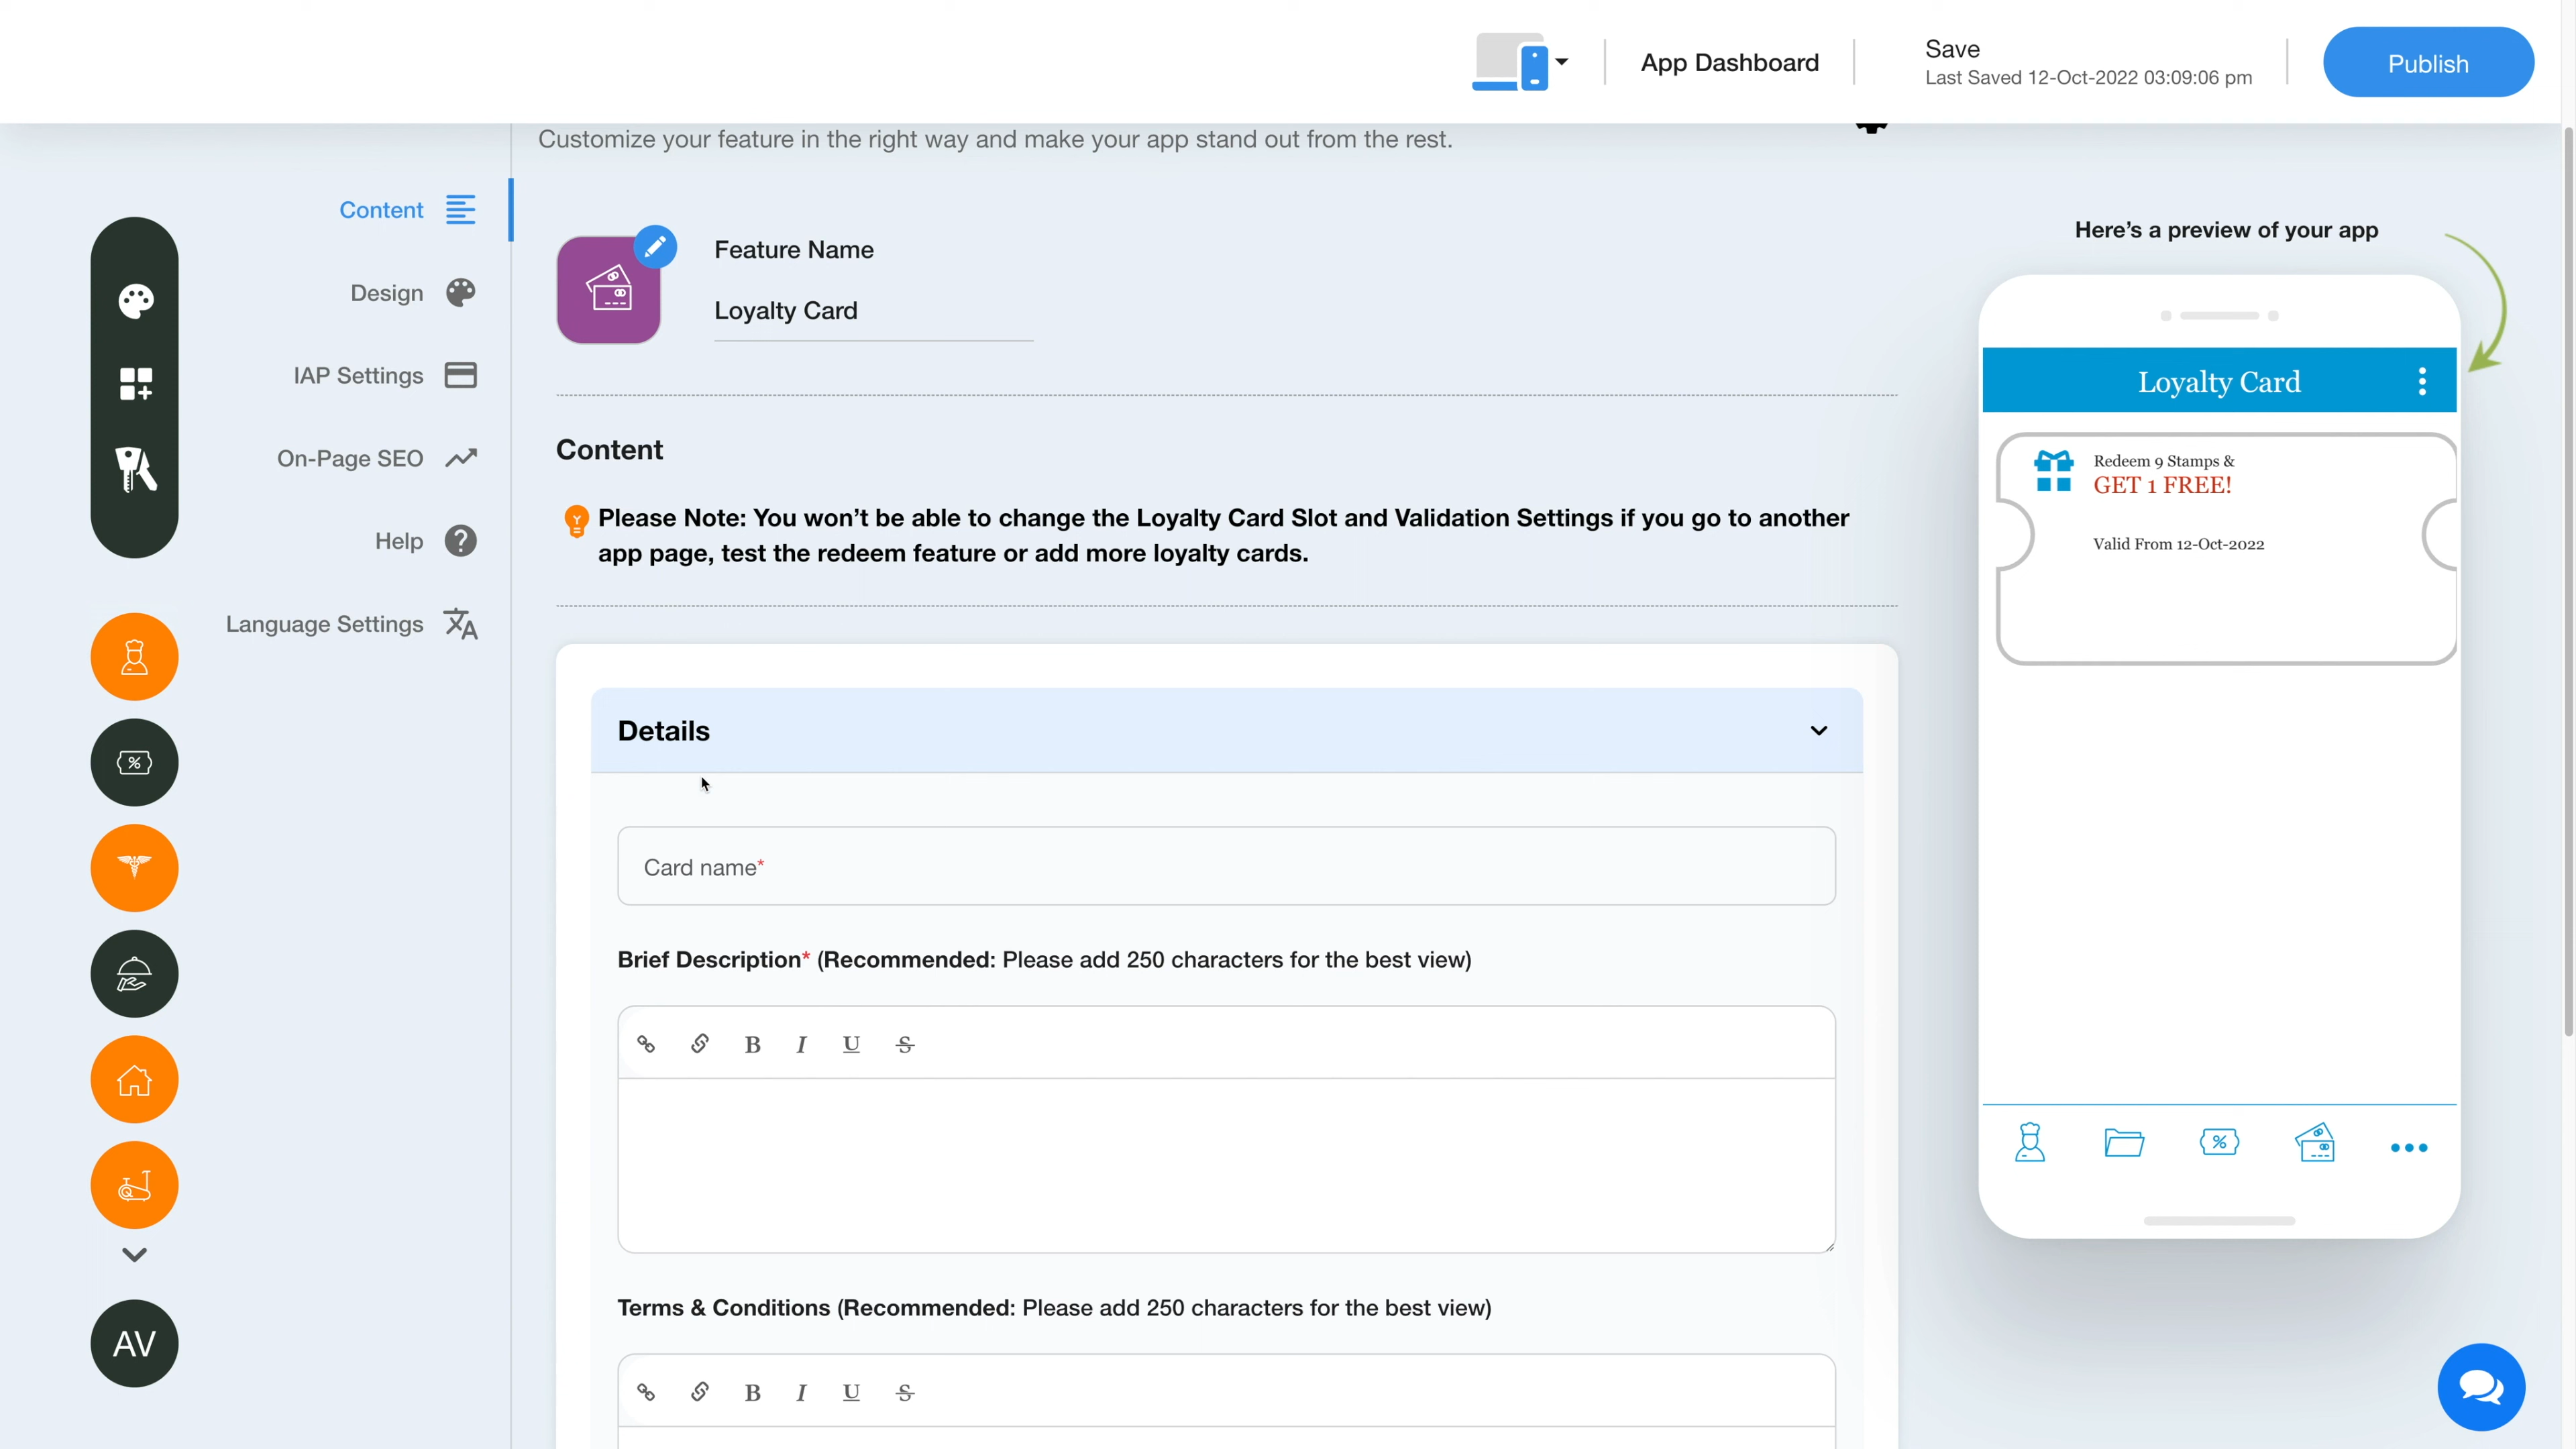 App Dashboard
Save
Last Saved 12-Oct-2022 03:09:06 pm
Publish
Customize your feature in the right way and make your app stand out from the rest.
Content
Design
IAP Settings
On-Page SEO
Help
Language Settings
AV
Feature Name
Loyalty Card
Content
Please Note: You won’t be able to change the Loyalty Card Slot and Validation Settings if you go to another
app page, test the redeem feature or add more loyalty cards.
Details
Card name*
Brief Description* (Recommended: Please add 250 characters for the best view)
B I U S
Terms & Conditions (Recommended: Please add 250 characters for the best view)
B I U S
Here’s a preview of your app
Loyalty Card
Redeem 9 Stamps &
GET 1 FREE!
Valid From 12-Oct-2022